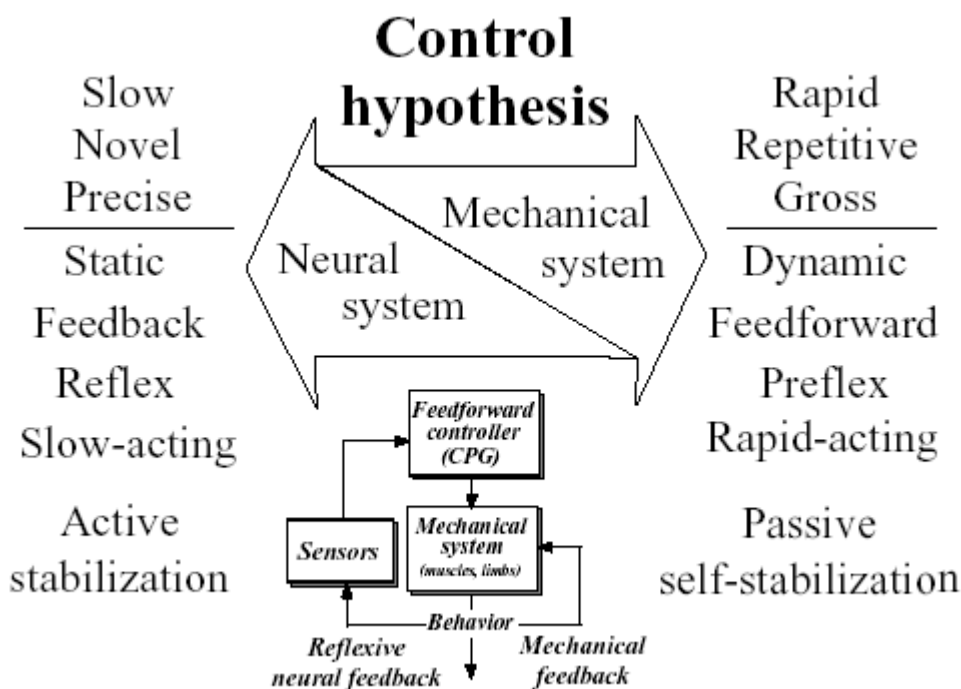 Control
hypothesis
Slow
Novel
Precise
Static
Feedback
Reflex
Slow-acting
Active
stabilization
Neural
system
Mechanical
system
Rapid
Repetitive
Gross
Dynamic
Feedforward
Preflex
Rapid-acting
Passive
self-stabilization
Feedforward
controller
(CPG)
Sensors
Mechanical
system
(muscles, limbs)
Behavior
Reflexive
neural feedback
Mechanical
feedback